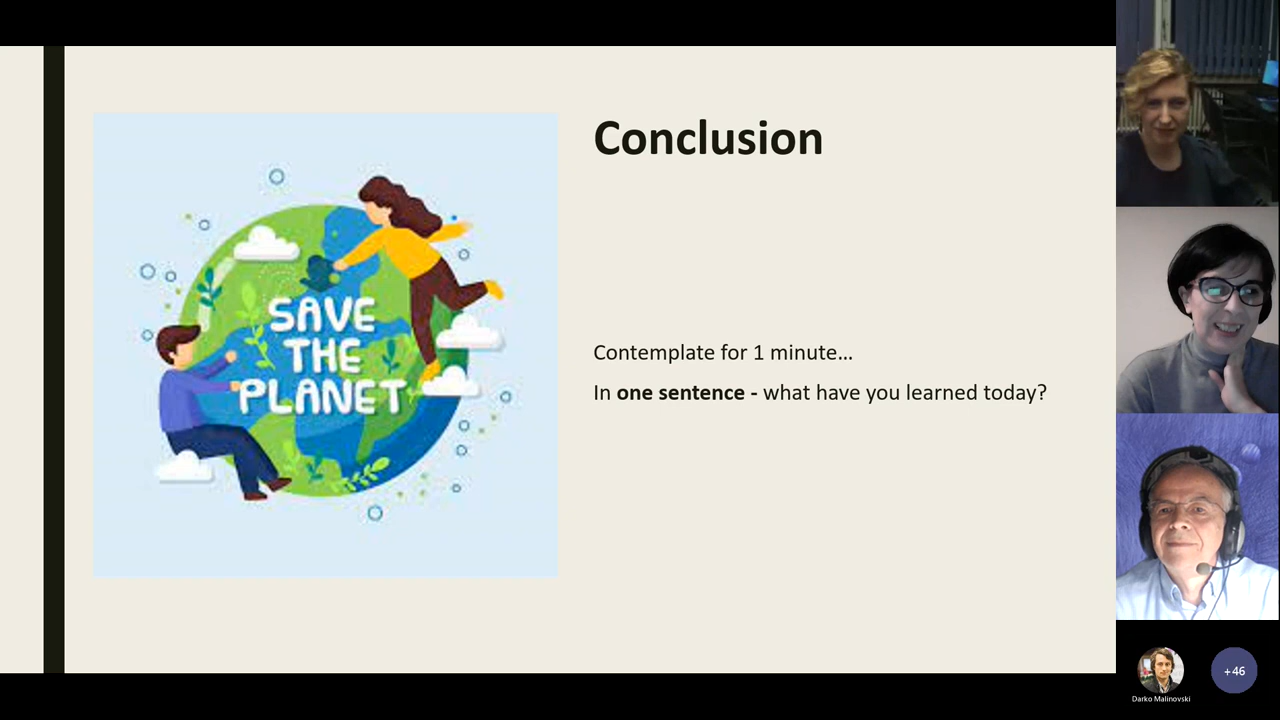 Conclusion
SAVE
THE
PLANET
Contemplate for 1 minute...
In one sentence - what have you learned today?
Darko Malinovski
+46